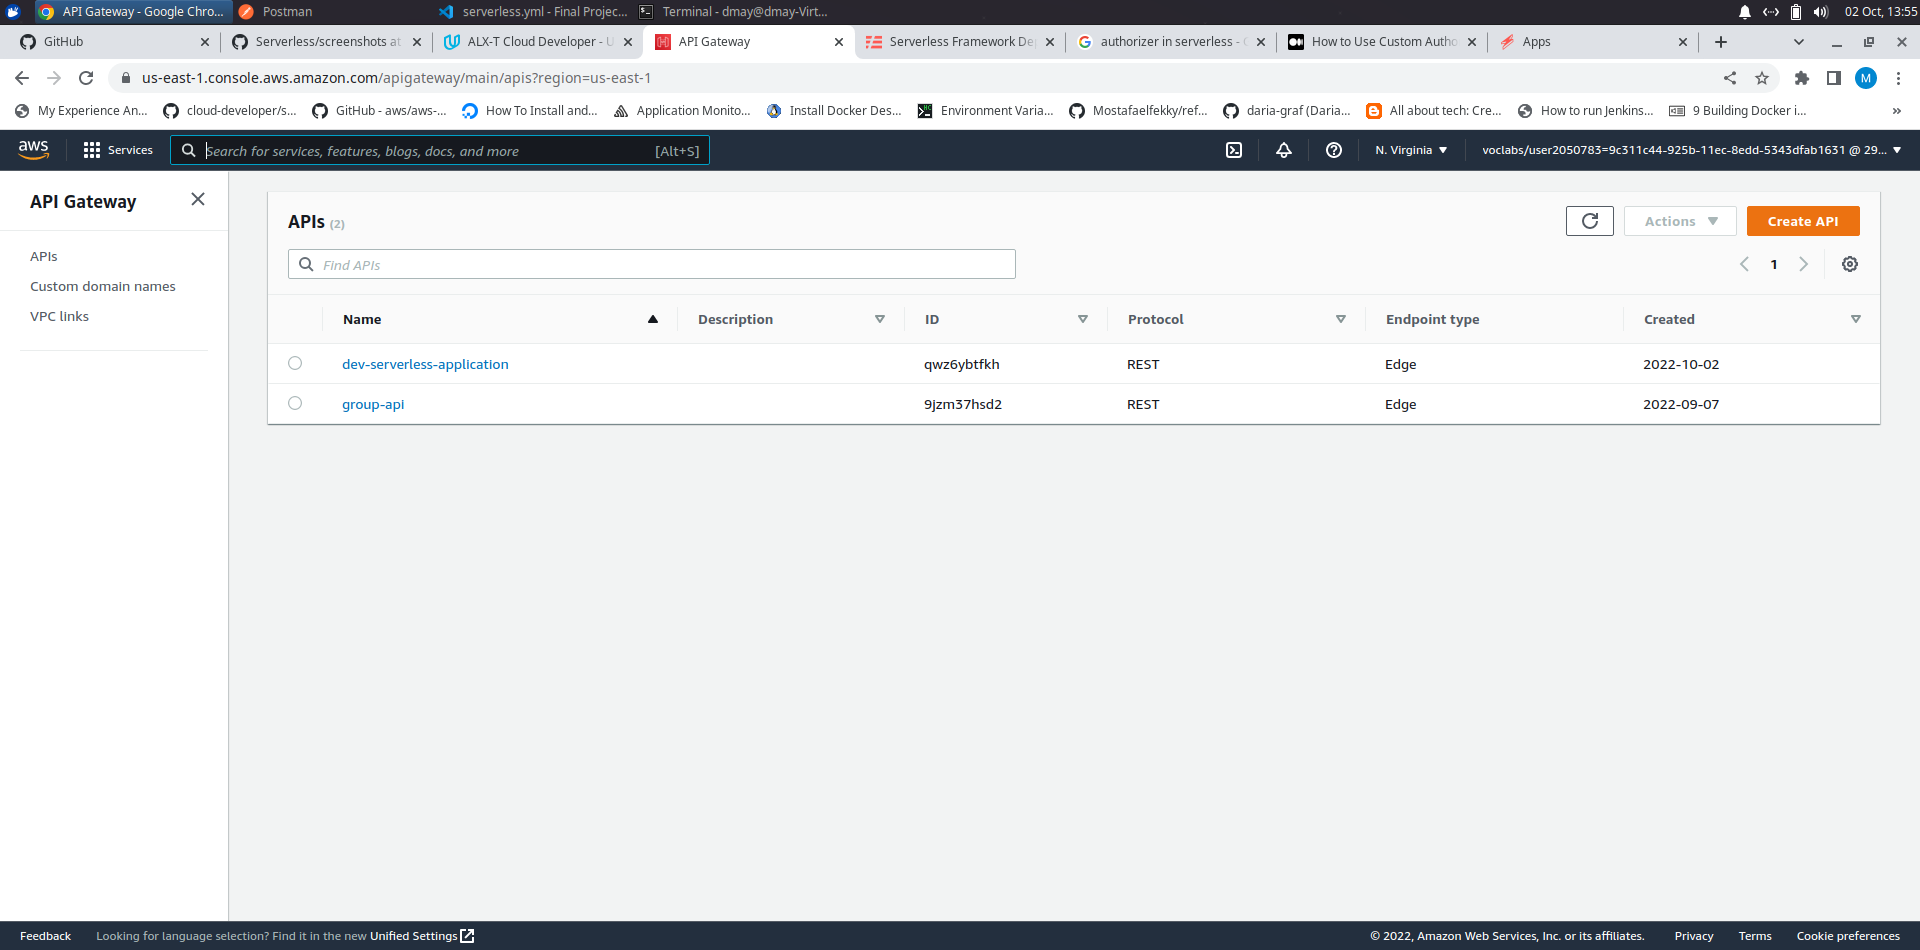 API Gateway - Google Chro...
Postman
serverless.yml - Final Projec...
Terminal - dmay@dmay-Virt...
02 Oct, 13:55
GitHub
Serverless/screenshots at
ALX-T Cloud Developer - U
API Gateway
Serverless Framework De
authorizer in serverless - G
How to Use Custom Autho
Apps
us-east-1.console.aws.amazon.com/apigateway/main/apis?region=us-east-1
M
My Experience An...
cloud-developer/s...
GitHub - aws/aws-...
How To Install and...
Application Monito...
Install Docker Des...
Environment Varia...
Mostafaelfekky/ref...
daria-graf (Daria...
All about tech: Cre...
How to run Jenkins...
9 Building Docker i...
»
aws
Services
Search for services, features, blogs, docs, and more
[Alt+S]
N. Virginia
voclabs/user2050783=9c311c44-925b-11ec-8edd-5343dfab1631 @ 29...
API Gateway
APIs
Custom domain names
VPC links
APIs (2)
Actions
Create API
Find APIs
1
Name Description ID Protocol Endpoint type Created
dev-serverless-application qwz6ybtfkh REST Edge 2022-10-02
group-api 9jzm37hsd2 REST Edge 2022-09-07
Feedback
Looking for language selection? Find it in the new Unified Settings
© 2022, Amazon Web Services, Inc. or its affiliates.
Privacy
Terms
Cookie preferences